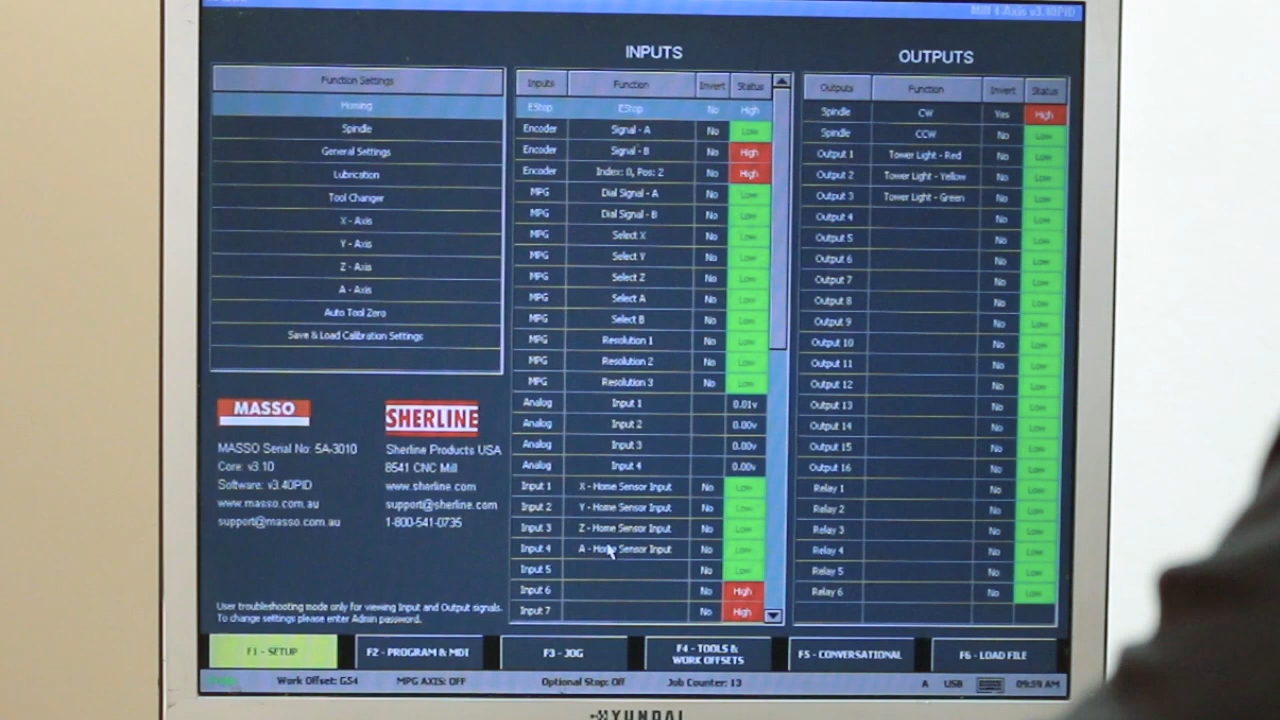 Mill 4 Axis v3.40PID
INPUTS
OUTPUTS
Function Settings
Homing
Spindle
General Settings
Lubrication
Tool Changer
X - Axis
Y - Axis
Z - Axis
A - Axis
Auto Tool Zero
Save & Load Calibration Settings
MASSO
MASSO Serial No: 5A-3010
Core: v3.10
Software: v3.40PID
www.masso.com.au
support@masso.com.au
SHERLINE
Sherline Products USA
8541 CNC Mill
www.sherline.com
support@sherline.com
1-800-541-0735
User troubleshooting mode only for viewing Input and Output signals.
To change settings please enter Admin password.
Inputs Function Invert Status
EStop EStop No High
Encoder Signal - A No Low
Encoder Signal - B No High
Encoder Index: 0, Pos: 2 No High
MPG Dial Signal - A No Low
MPG Dial Signal - B No Low
MPG Select X No Low
MPG Select Y No Low
MPG Select Z No Low
MPG Select A No Low
MPG Select B No Low
MPG Resolution 1 No Low
MPG Resolution 2 No Low
MPG Resolution 3 No Low
Analog Input 1 0.01v
Analog Input 2 0.00v
Analog Input 3 0.00v
Analog Input 4 0.00v
Input 1 X - Home Sensor Input No Low
Input 2 Y - Home Sensor Input No Low
Input 3 Z - Home Sensor Input No Low
Input 4 A - Home Sensor Input No Low
Input 5 No Low
Input 6 No High
Input 7 No High
Outputs Function Invert Status
Spindle CW Yes High
Spindle CCW No Low
Output 1 Tower Light - Red No Low
Output 2 Tower Light - Yellow No Low
Output 3 Tower Light - Green No Low
Output 4 No Low
Output 5 No Low
Output 6 No Low
Output 7 No Low
Output 8 No Low
Output 9 No Low
Output 10 No Low
Output 11 No Low
Output 12 No Low
Output 13 No Low
Output 14 No Low
Output 15 No Low
Output 16 No Low
Relay 1 No Low
Relay 2 No Low
Relay 3 No Low
Relay 4 No Low
Relay 5 No Low
Relay 6 No Low
F1 - SETUP
F2 - PROGRAM & MDI
F3 - JOG
F4 - TOOLS &
WORK OFFSETS
F5 - CONVERSATIONAL
F6 - LOAD FILE
Work Offset: G54 MPG AXIS: OFF Optional Stop: Off Job Counter: 13 A USB 09:59 AM
HYUNDAI